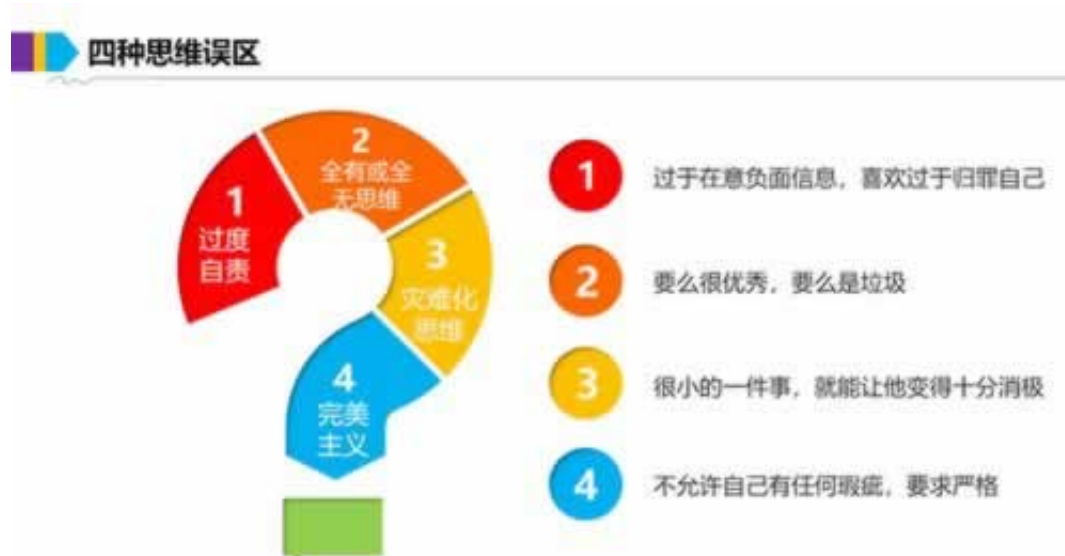 四种思维误区
1
过度
自责
2
全有或全
无思维
3
灾难化
思维
4
完美
主义
1
过于在意负面信息，喜欢过于归罪自己
2
要么很优秀，要么是垃圾
3
很小的一件事，就能让他变得十分消极
4
不允许自己有任何瑕疵，要求严格